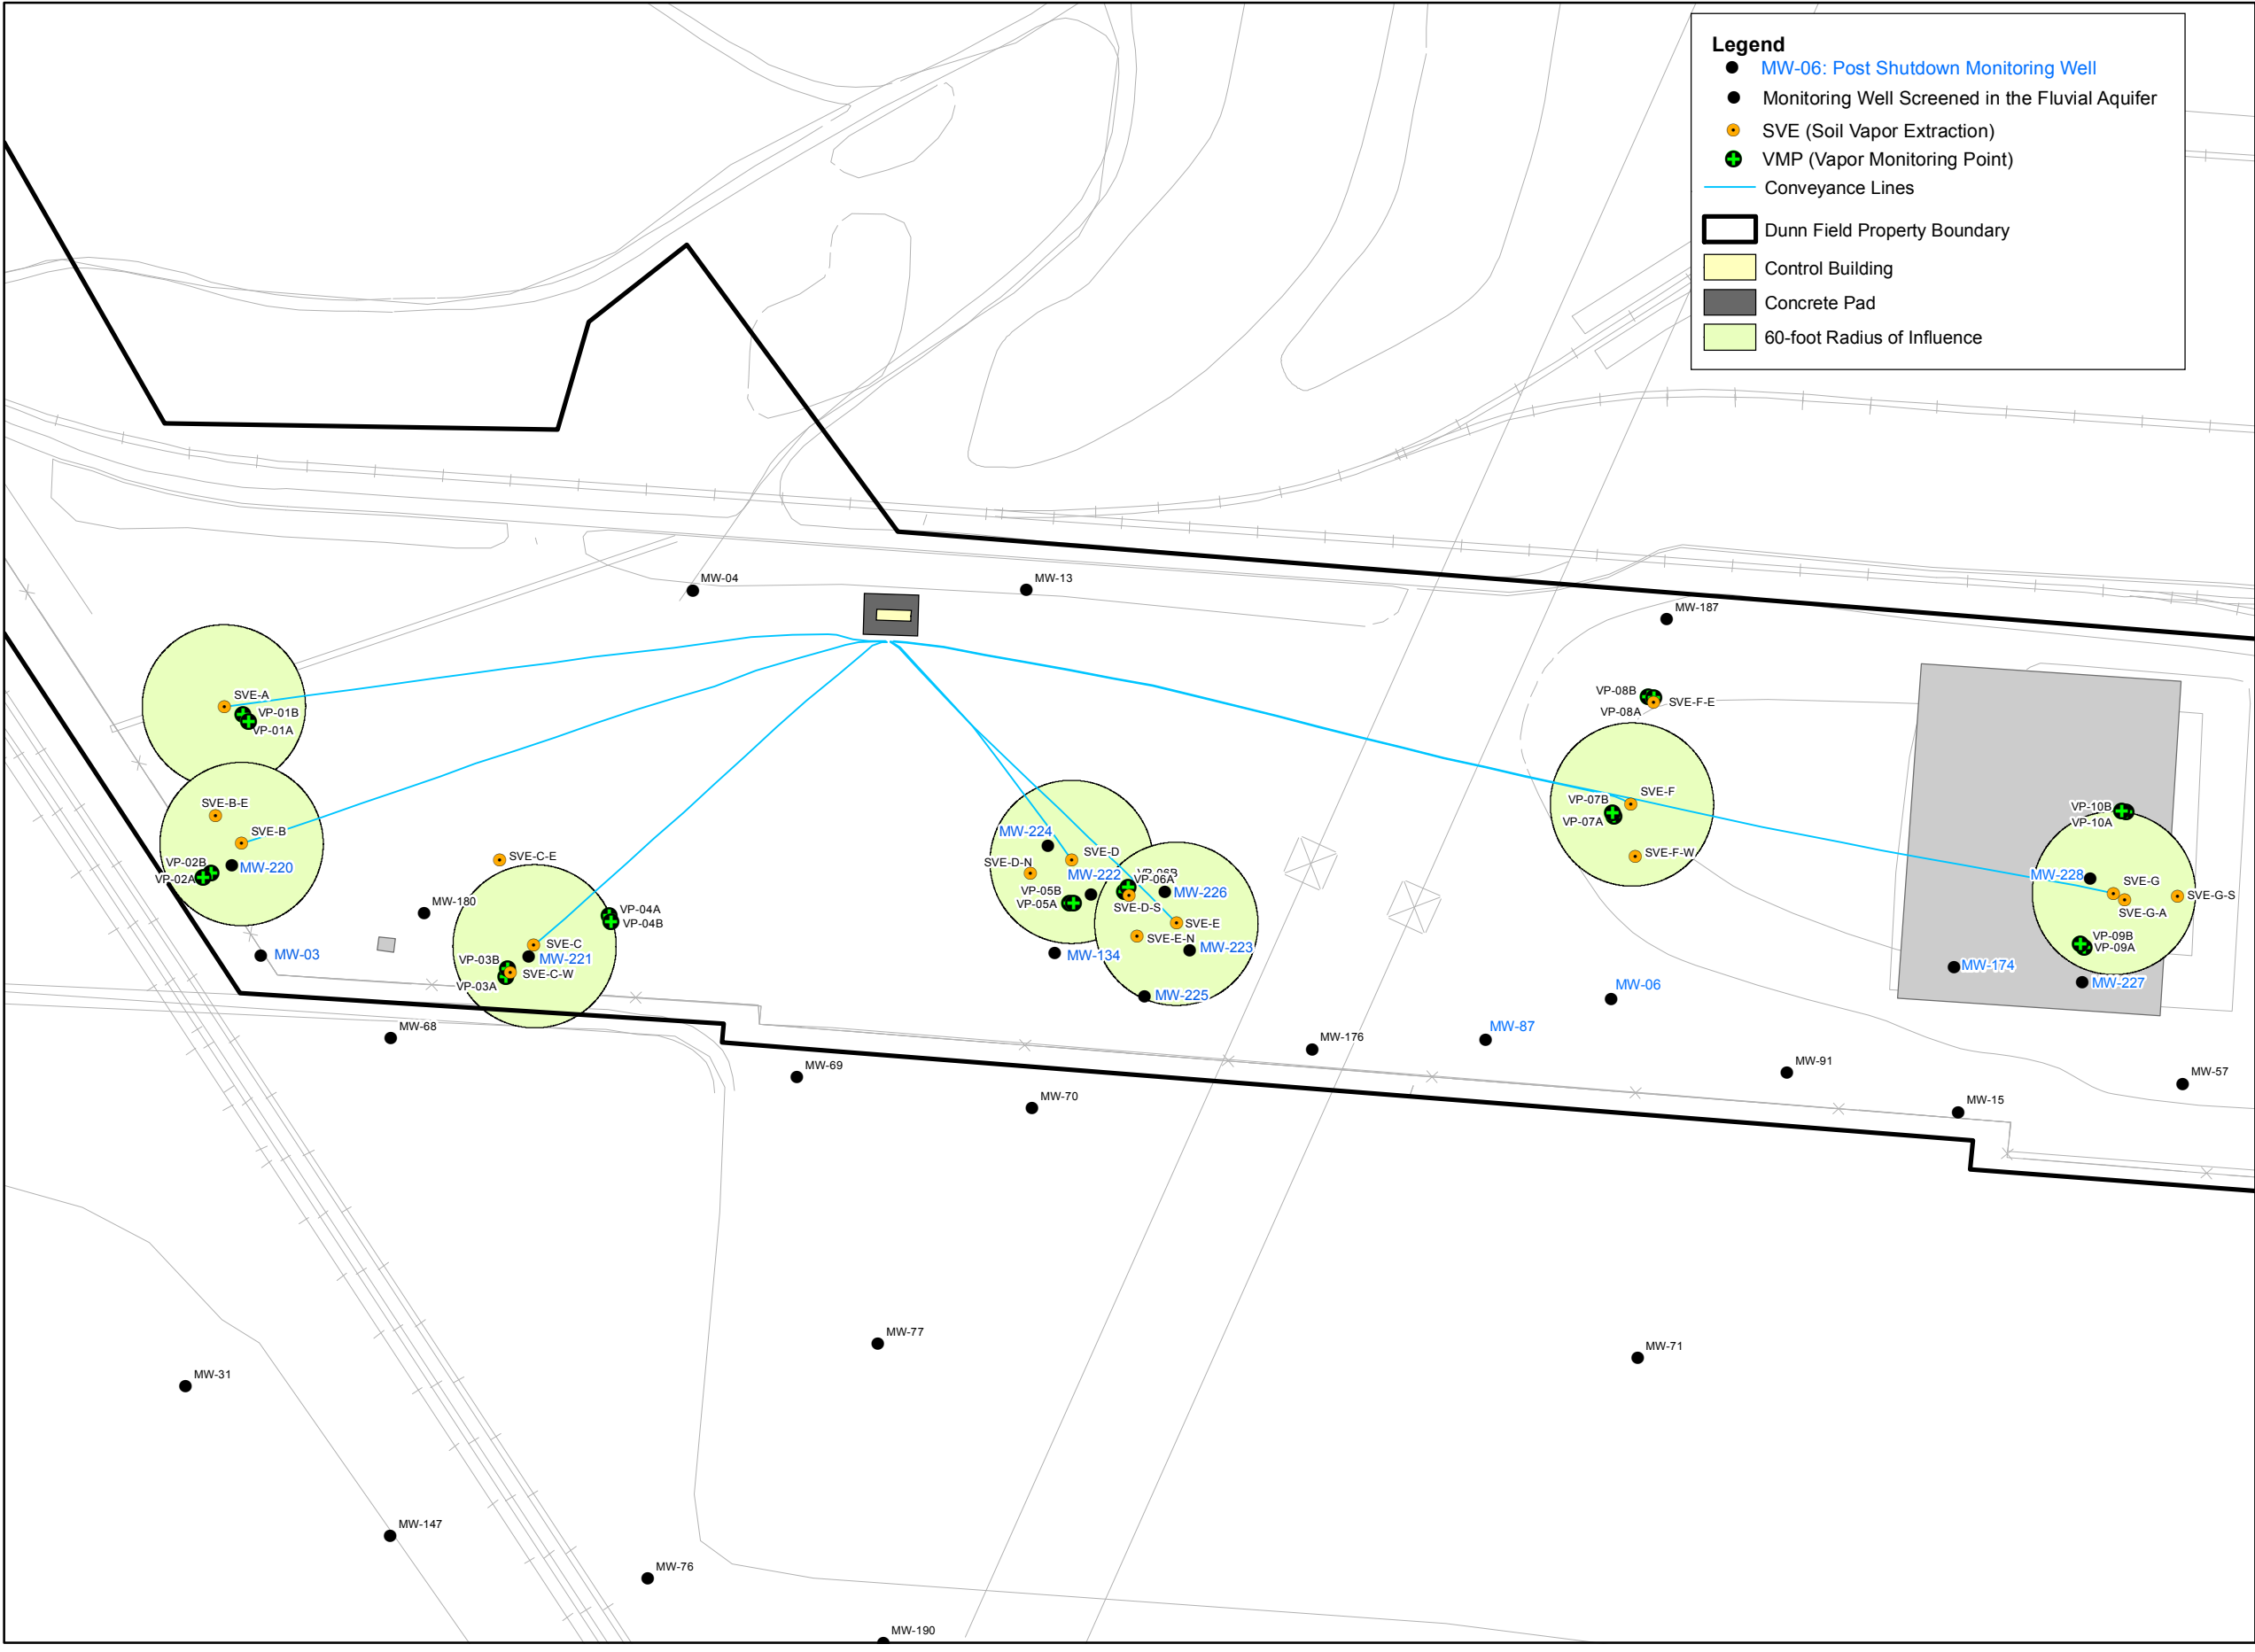 Legend
MW-06: Post Shutdown Monitoring Well
Monitoring Well Screened in the Fluvial Aquifer
SVE (Soil Vapor Extraction)
VMP (Vapor Monitoring Point)
Conveyance Lines
Dunn Field Property Boundary
Control Building
Concrete Pad
60-foot Radius of Influence
MW-04
MW-13
MW-187
SVE-A
VP-01B
VP-01A
VP-08B
SVE-F-E
VP-08A
SVE-B-E
SVE-B
VP-02B
MW-220
VP-02A
SVE-C-E
MW-180
VP-04A
VP-04B
SVE-C
MW-221
VP-03B
SVE-C-W
VP-03A
MW-03
MW-224
SVE-D
SVE-D-N
MW-222
VP-06B
VP-06A
VP-05B
VP-05A
MW-226
SVE-D-S
SVE-E
SVE-E-N
MW-223
MW-134
MW-225
VP-07B
SVE-F
VP-07A
SVE-F-W
VP-10B
VP-10A
MW-228
SVE-G
SVE-G-S
SVE-G-A
VP-09B
VP-09A
MW-174
MW-227
MW-06
MW-87
MW-68
MW-176
MW-69
MW-91
MW-57
MW-70
MW-15
MW-77
MW-71
MW-31
MW-147
MW-76
MW-190